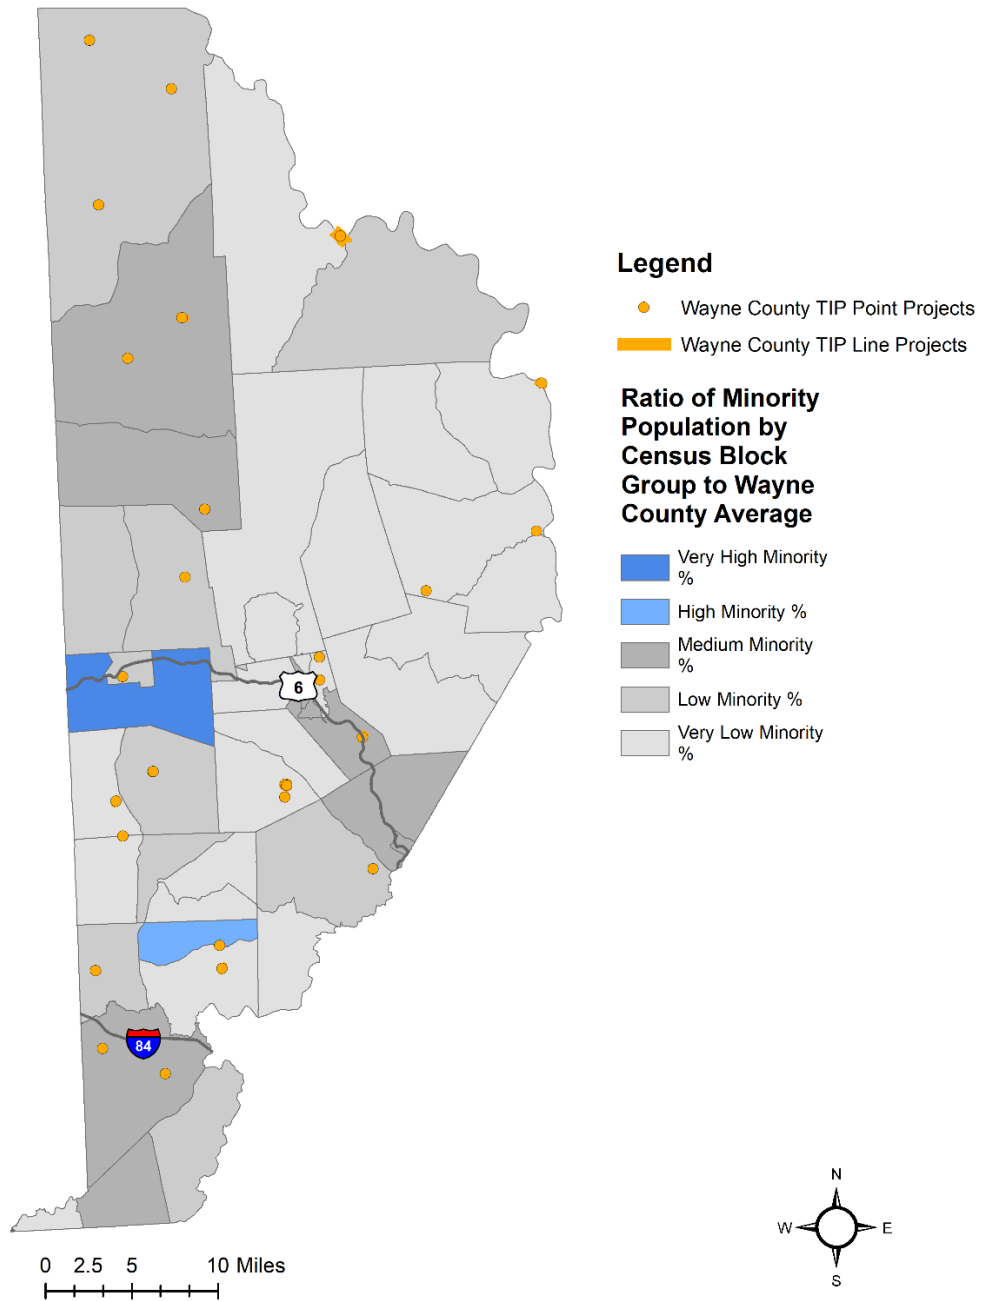 Legend
Wayne County TIP Point Projects
Wayne County TIP Line Projects
Ratio of Minority
Population by
Census Block
Group to Wayne
County Average
Very High Minority
%
High Minority %
Medium Minority
%
Low Minority %
Very Low Minority
%
6
84
N
W E
S
0 2.5 5 10 Miles